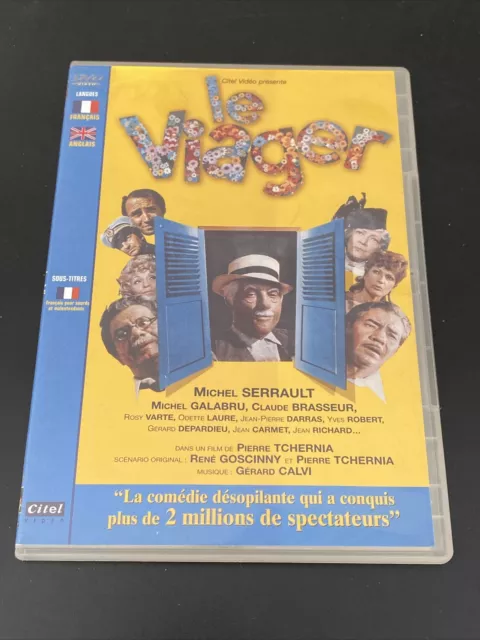 DVD
VIDEO
LANGUES
FRANÇAIS
ANGLAIS
SOUS-TITRES
Français pour sourds et malentendants
Citel Vidéo présente
le
Viager
MICHEL SERRAULT
MICHEL GALABRU, CLAUDE BRASSEUR,
ROSY VARTE, ODETTE LAURE, JEAN-PIERRE DARRAS, YVES ROBERT,
GÉRARD DEPARDIEU, JEAN CARMET, JEAN RICHARD...
DANS UN FILM DE PIERRE TCHERNIA
SCÉNARIO ORIGINAL : RENÉ GOSCINNY ET PIERRE TCHERNIA
MUSIQUE : GÉRARD CALVI
"La comédie désopilante qui a conquis
plus de 2 millions de spectateurs"
Citel
VIDEO